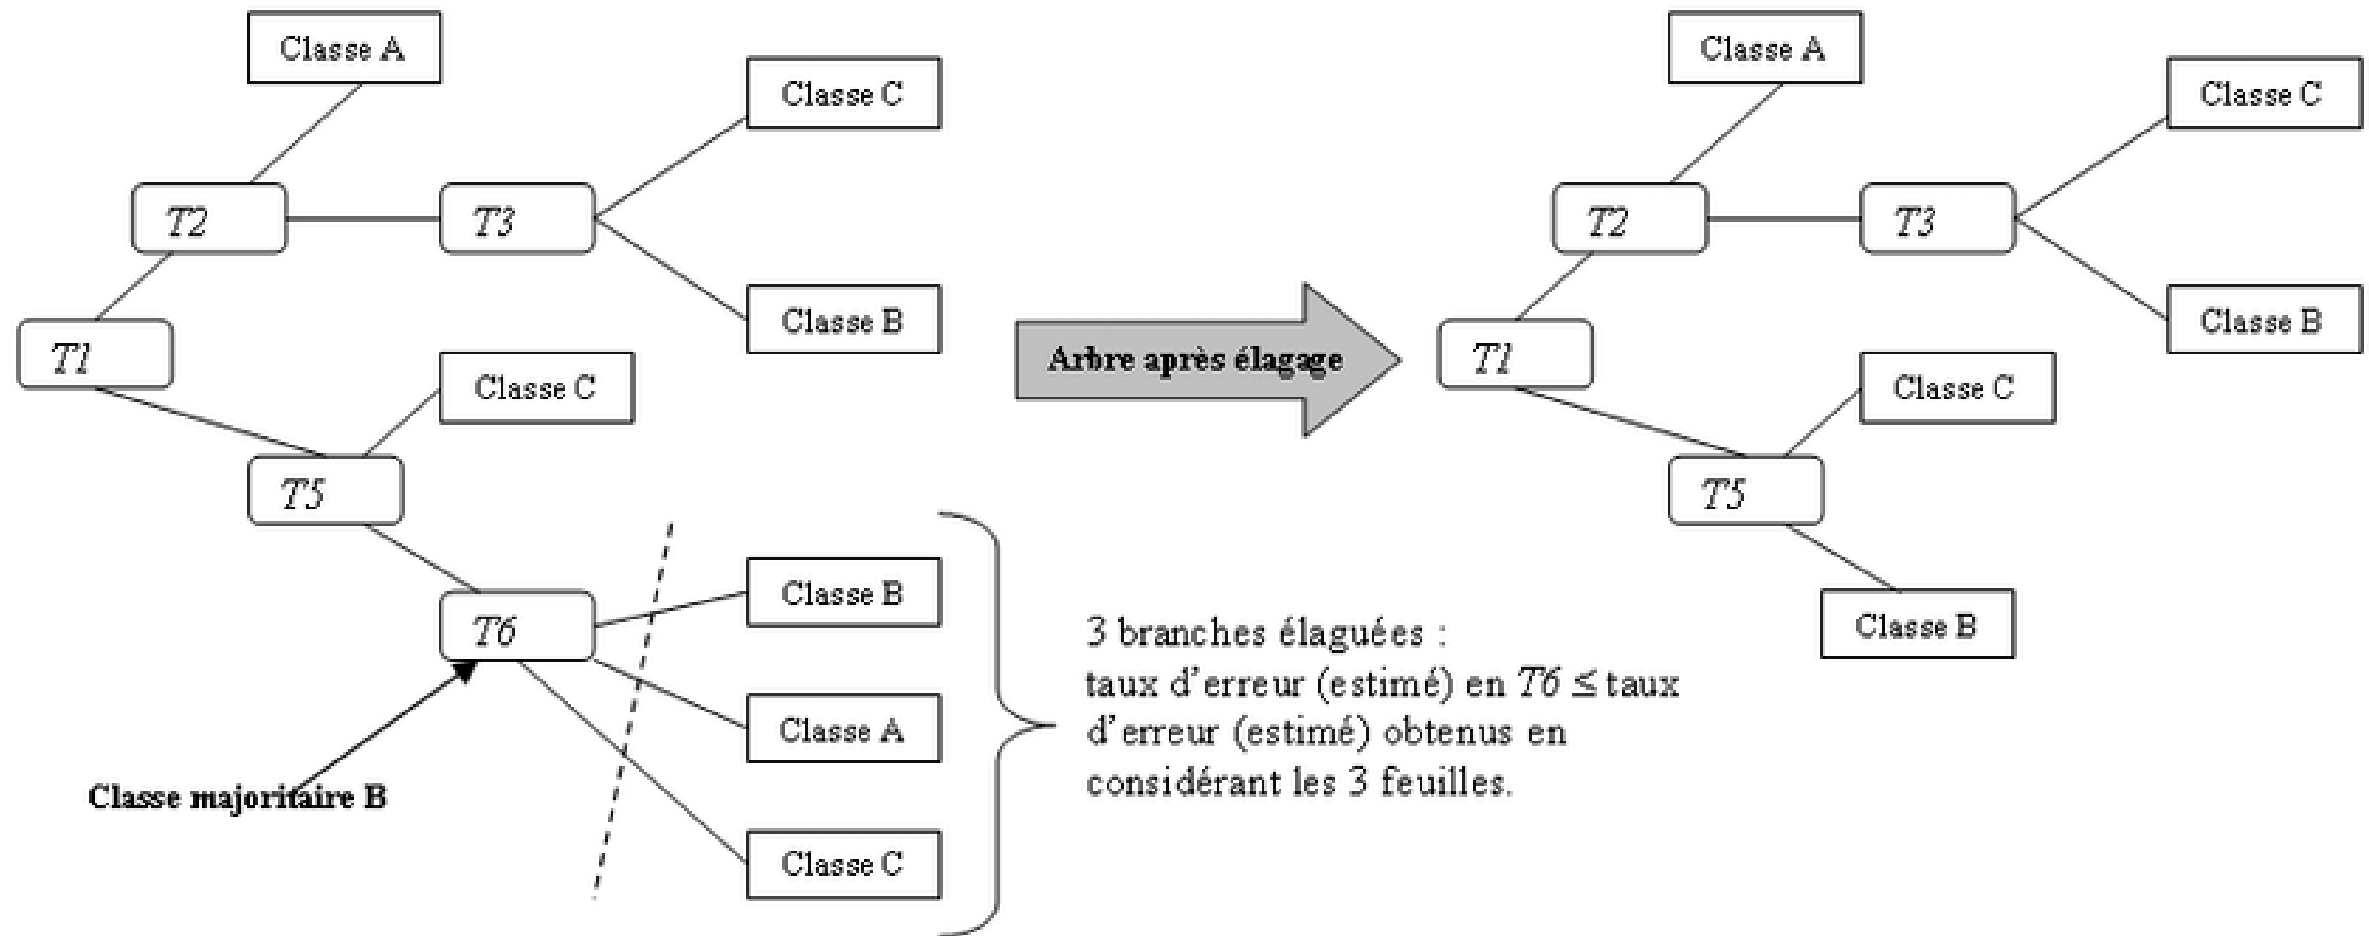 Classe A
Classe C
T2
T3
Classe B
T1
Classe C
T5
Classe B
T6
Classe A
Classe majoritaire B
Classe C
3 branches élaguées :
taux d'erreur (estimé) en T6 ≤ taux
d'erreur (estimé) obtenus en
considérant les 3 feuilles.
Arbre après élagage
Classe A
Classe C
T2
T3
Classe B
T1
Classe C
T5
Classe B